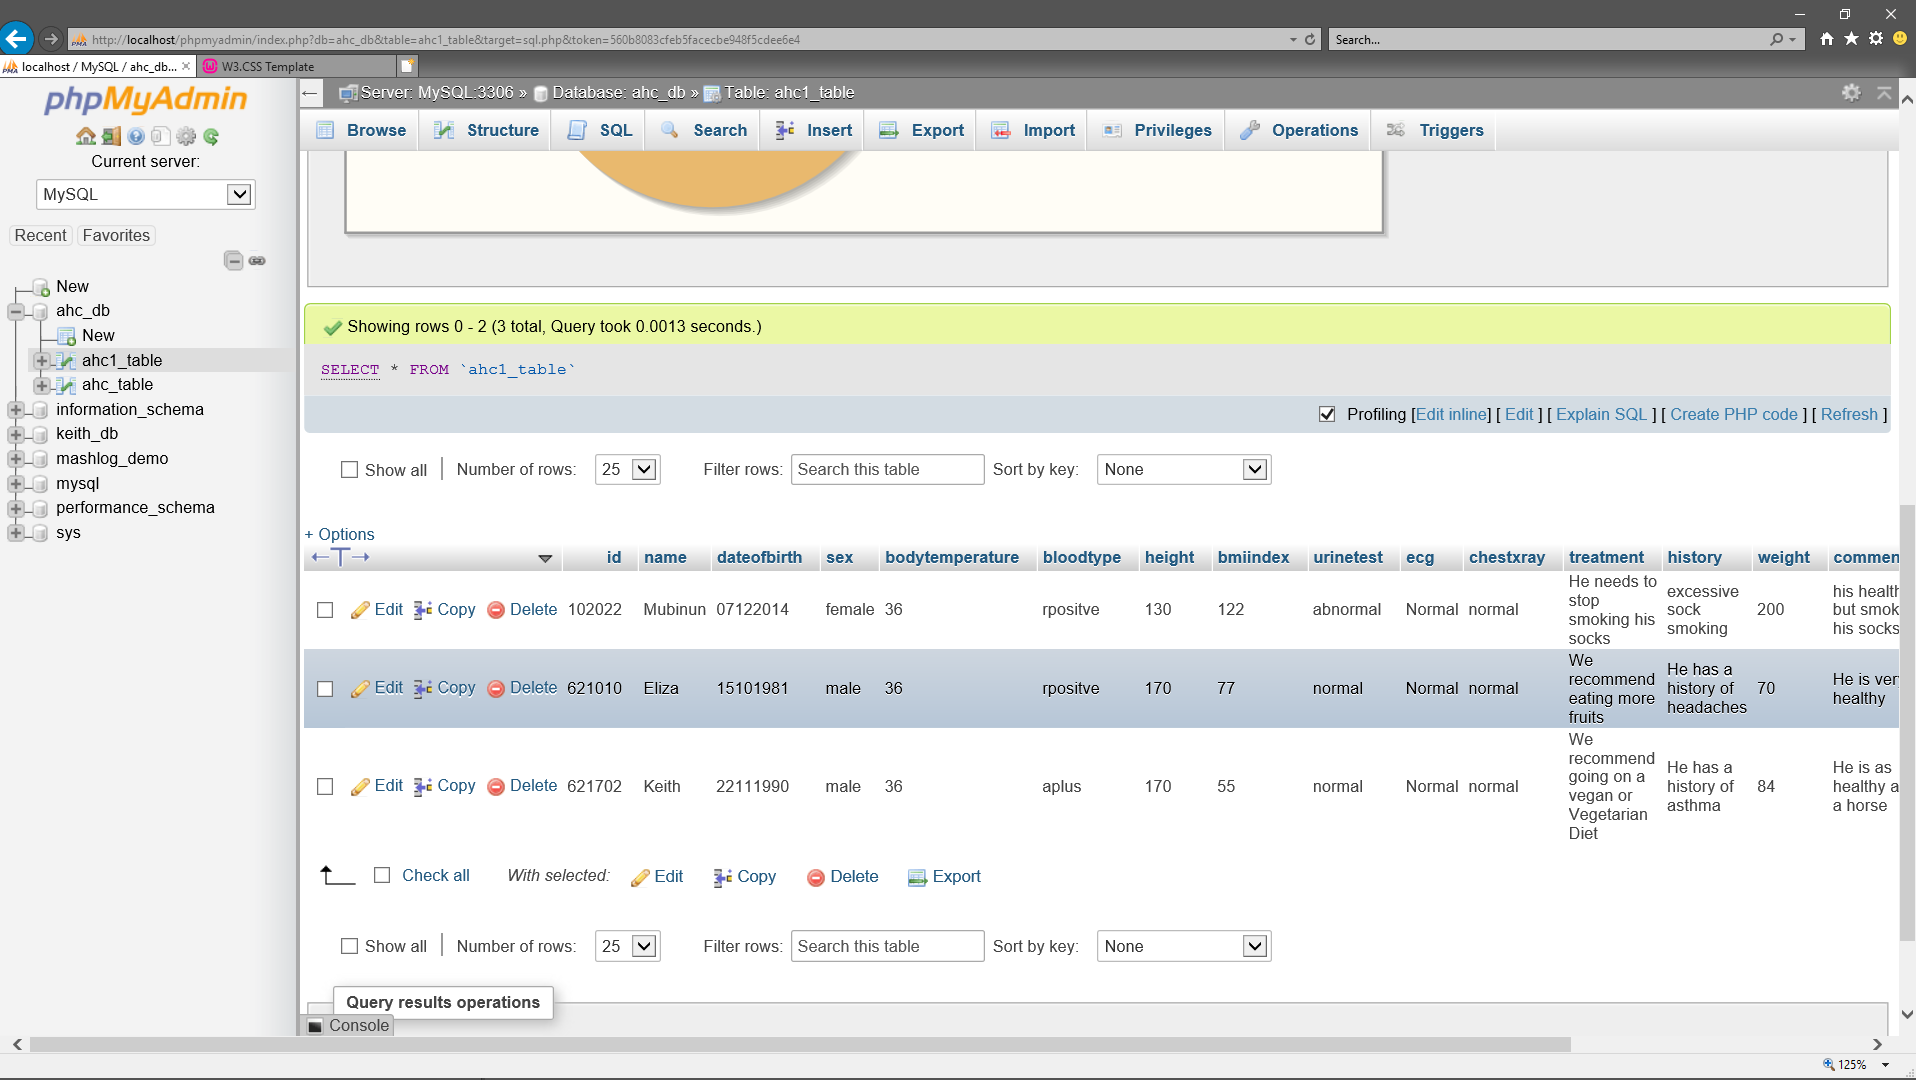 http://localhost/phpmyadmin/index.php?db=ahc_db&table=ahc1_table&target=sql.php&token=560b8083cfeb5facecbe948f5cdee6e4
Search...
localhost / MySQL / ahc_db...
W3.CSS Template
phpMyAdmin
Current server:
MySQL
Recent Favorites
New
ahc_db
New
ahc1_table
ahc_table
information_schema
keith_db
mashlog_demo
mysql
performance_schema
sys
Server: MySQL:3306 » Database: ahc_db » Table: ahc1_table
Browse Structure SQL Search Insert Export Import Privileges Operations Triggers
Showing rows 0 - 2 (3 total, Query took 0.0013 seconds.)
SELECT * FROM `ahc1_table`
Profiling [Edit inline] [ Edit ] [ Explain SQL ] [ Create PHP code ] [ Refresh ]
Show all Number of rows: 25 Filter rows: Search this table Sort by key: None
+ Options
←T→ id name dateofbirth sex bodytemperature bloodtype height bmiindex urinetest ecg chestxray treatment history weight commen
Edit Copy Delete 102022 Mubinun 07122014 female 36 rpositve 130 122 abnormal Normal normal
He needs to
stop
smoking his
socks
excessive
sock
smoking
200
his health
but smok
his socks
Edit Copy Delete 621010 Eliza 15101981 male 36 rpositve 170 77 normal Normal normal
We
recommend
eating more
fruits
He has a
history of
headaches
70
He is very
healthy
Edit Copy Delete 621702 Keith 22111990 male 36 aplus 170 55 normal Normal normal
We
recommend
going on a
vegan or
Vegetarian
Diet
He has a
history of
asthma
84
He is as
healthy a
a horse
Check all With selected: Edit Copy Delete Export
Show all Number of rows: 25 Filter rows: Search this table Sort by key: None
Query results operations
Console
125%